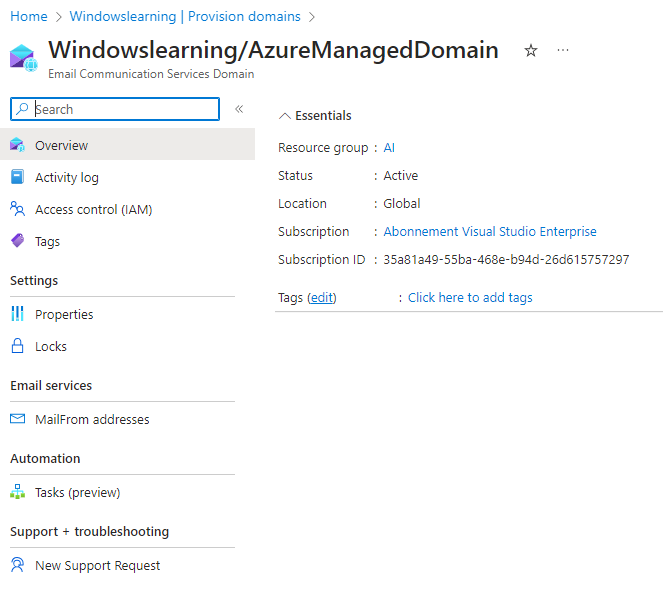 Home > Windowslearning | Provision domains >
Windowslearning/AzureManagedDomain ☆ ...
Email Communication Services Domain
Search «
Overview
Activity log
Access control (IAM)
Tags
Settings
Properties
Locks
Email services
MailFrom addresses
Automation
Tasks (preview)
Support + troubleshooting
New Support Request
Essentials
Resource group : AI
Status : Active
Location : Global
Subscription : Abonnement Visual Studio Enterprise
Subscription ID : 35a81a49-55ba-468e-b94d-26d615757297
Tags (edit) : Click here to add tags